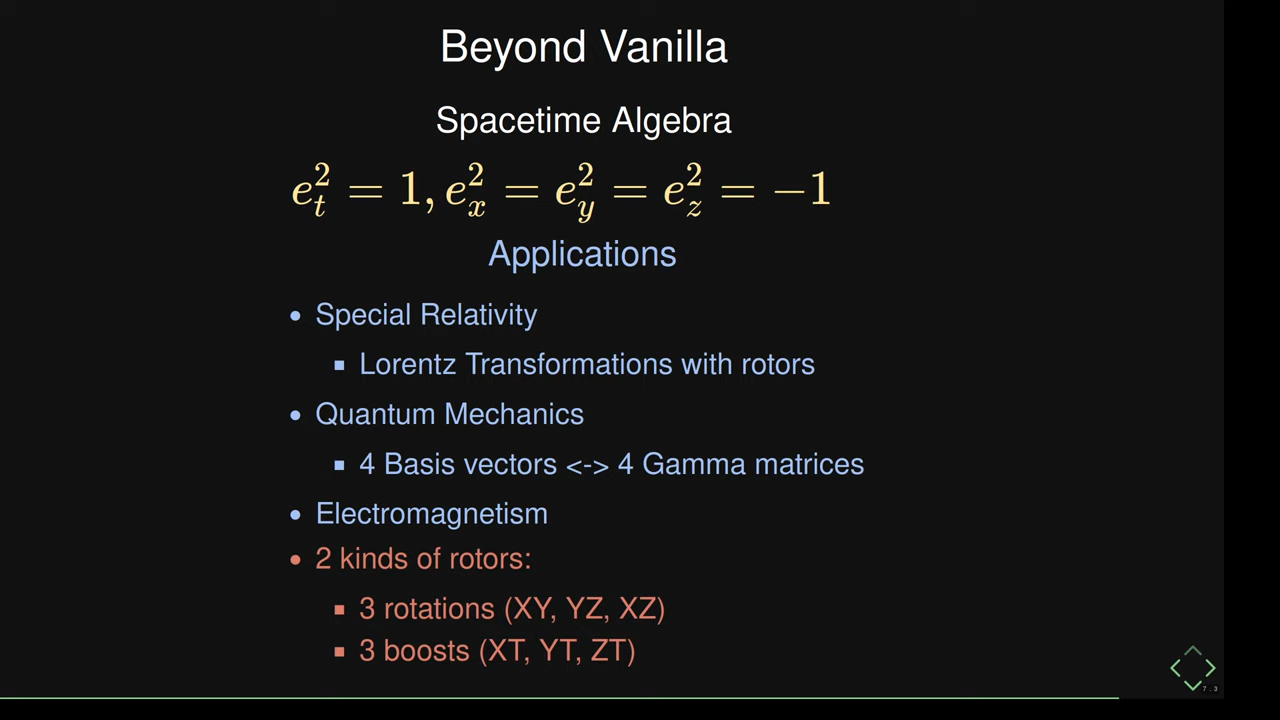 Beyond Vanilla
Spacetime Algebra
$e_t^2 = 1, e_x^2 = e_y^2 = e_z^2 = -1$
Applications
• Special Relativity
▪ Lorentz Transformations with rotors
• Quantum Mechanics
▪ 4 Basis vectors <-> 4 Gamma matrices
• Electromagnetism
• 2 kinds of rotors:
▪ 3 rotations (XY, YZ, XZ)
▪ 3 boosts (XT, YT, ZT)
7.3